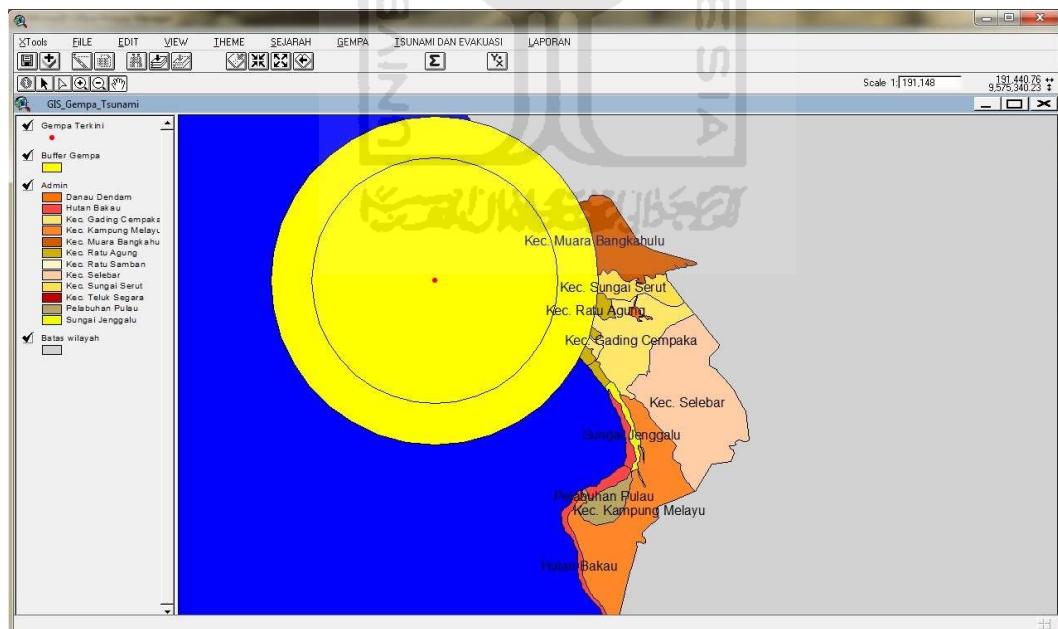 XTools FILE EDIT VIEW THEME SEJARAH GEMPA TSUNAMI DAN EVAKUASI LAPORAN
Σ
Scale 1: 191,148
191,440.76
9,575,340.23
GIS_Gempa_Tsunami
Gempa Terkini
Buffer Gempa
Admin
Danau Dendam
Hutan Bakau
Kec. Gading Cempaka
Kec. Kampung Melayu
Kec. Muara Bangkahu
Kec. Ratu Agung
Kec. Ratu Samban
Kec. Selebar
Kec. Sungai Serut
Kec. Teluk Segara
Pelabuhan Pulau
Sungai Jenggalu
Batas wilayah
Kec. Muara Bangkahulu
Kec. Sungai Serut
Kec. Ratu Agung
Kec. Gading Cempaka
Kec. Selebar
Sungai Jenggalu
Pelabuhan Pulau
Kec. Kampung Melayu
Hutan Bakau